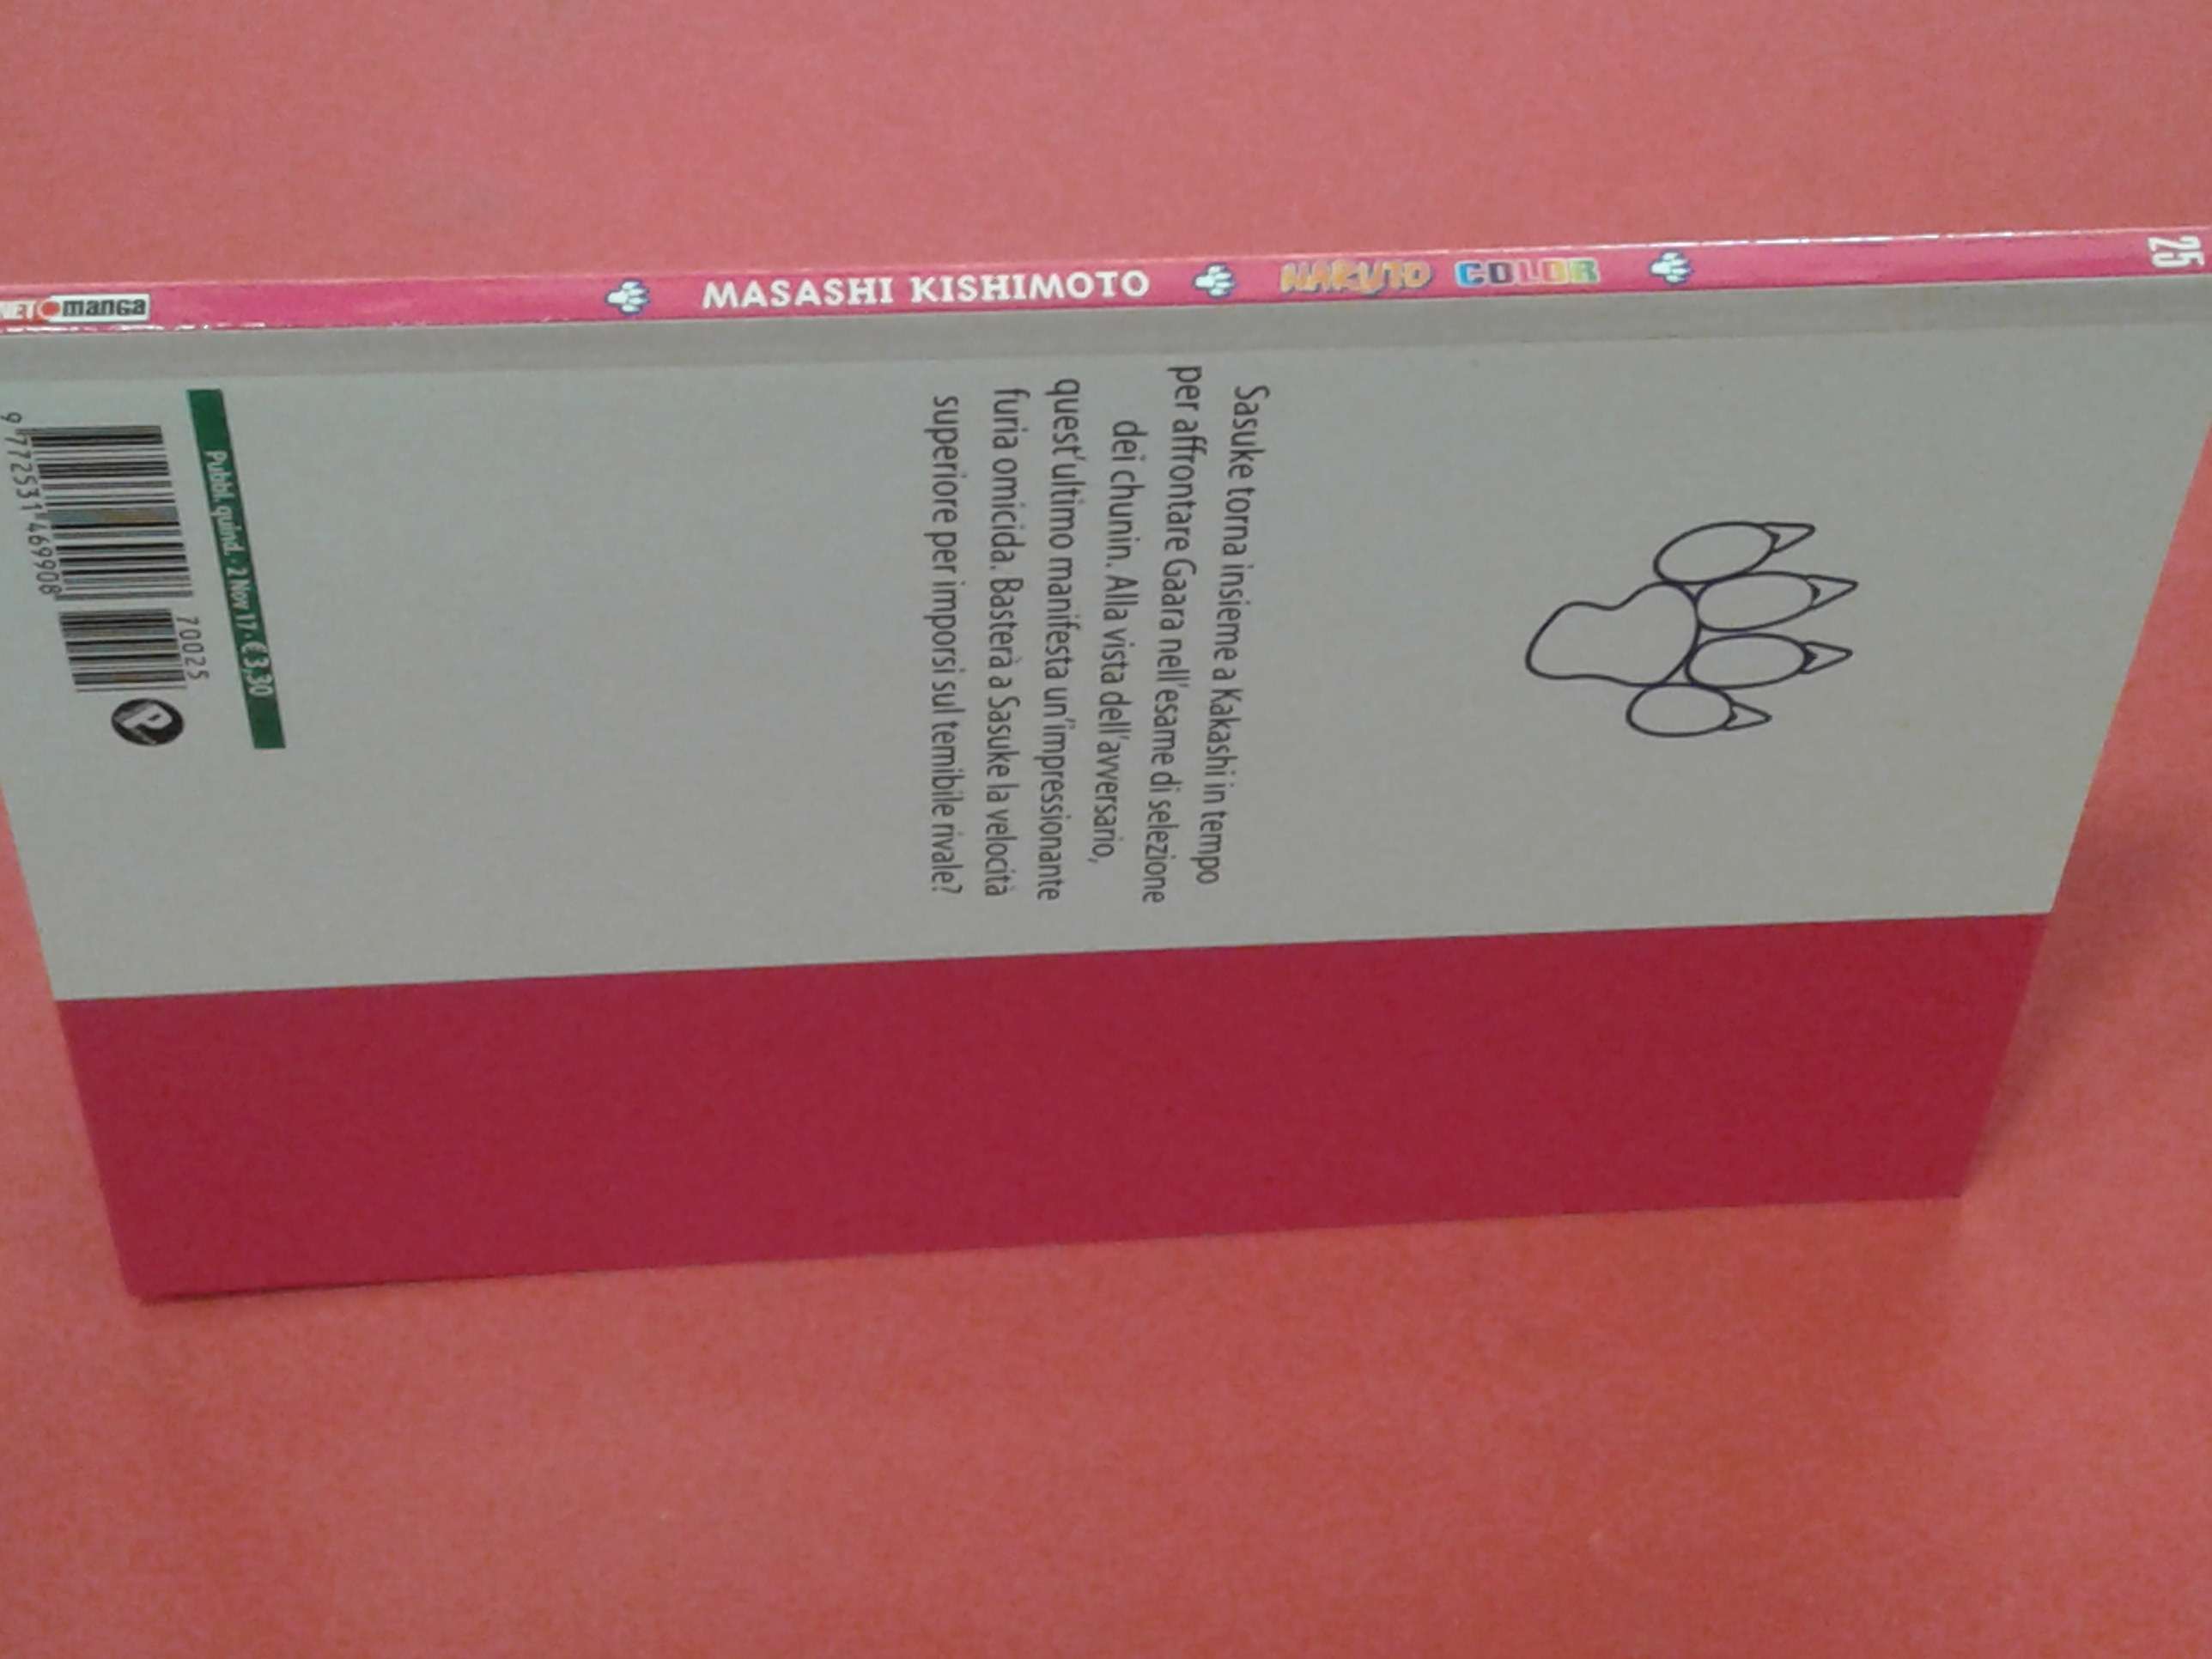 25
NARUTO COLOR
MASASHI KISHIMOTO
manga
Sasuke torna insieme a Kakashi in tempo
per affrontare Gaara nell'esame di selezione
dei chunin. Alla vista dell'avversario,
quest'ultimo manifesta un'impressionante
furia omicida. Basterà a Sasuke la velocità
superiore per imporsi sul temibile rivale?
Pubbl. quind. - 2 Nov 17 - € 3,30
70025
9 772531 469908
P